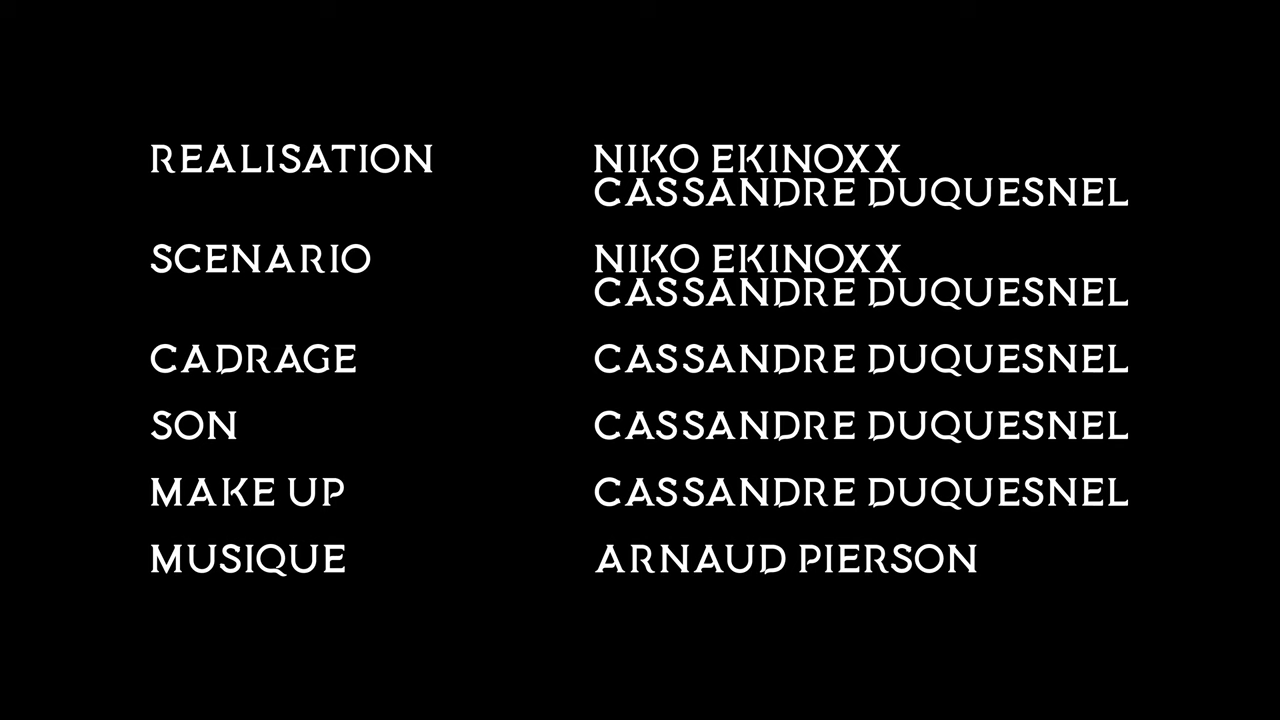 REALISATION NIKO EKINOXX
CASSANDRE DUQUESNEL
SCENARIO NIKO EKINOXX
CASSANDRE DUQUESNEL
CADRAGE CASSANDRE DUQUESNEL
SON CASSANDRE DUQUESNEL
MAKE UP CASSANDRE DUQUESNEL
MUSIQUE ARNAUD PIERSON